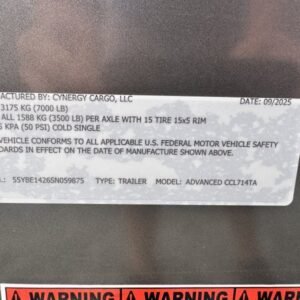 ACTURED BY: CYNERGY CARGO, LLC DATE: 09/2025
3175 KG (7000 LB)
ALL 1588 KG (3500 LB) PER AXLE WITH 15 TIRE 15x5 RIM
KPA (50 PSI) COLD SINGLE
VEHICLE CONFORMS TO ALL APPLICABLE U.S. FEDERAL MOTOR VEHICLE SAFETY
DARDS IN EFFECT ON THE DATE OF MANUFACTURE SHOWN ABOVE
55YBE1426SN059875 TYPE: TRAILER MODEL: ADVANCED CCL714TA
WARNING WARNING WARNING